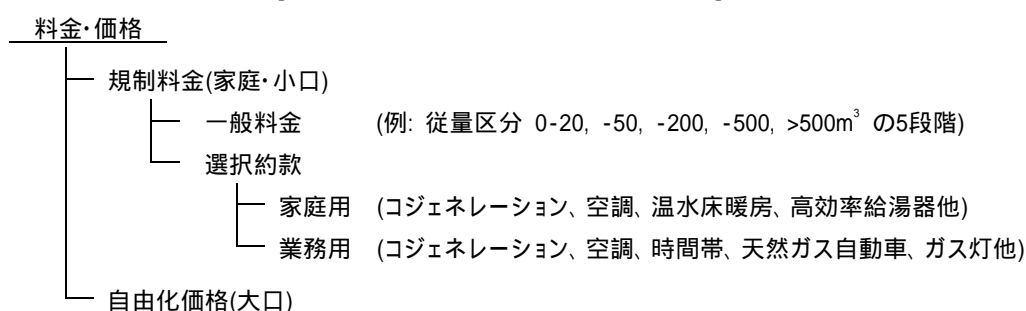 料金・価格
規制料金(家庭・小口)
一般料金 (例: 従量区分 0-20, -50, -200, -500, >500m³ の5段階)
選択約款
家庭用 (コジェネレーション、空調、温水床暖房、高効率給湯器他)
業務用 (コジェネレーション、空調、時間帯、天然ガス自動車、ガス灯他)
自由化価格(大口)